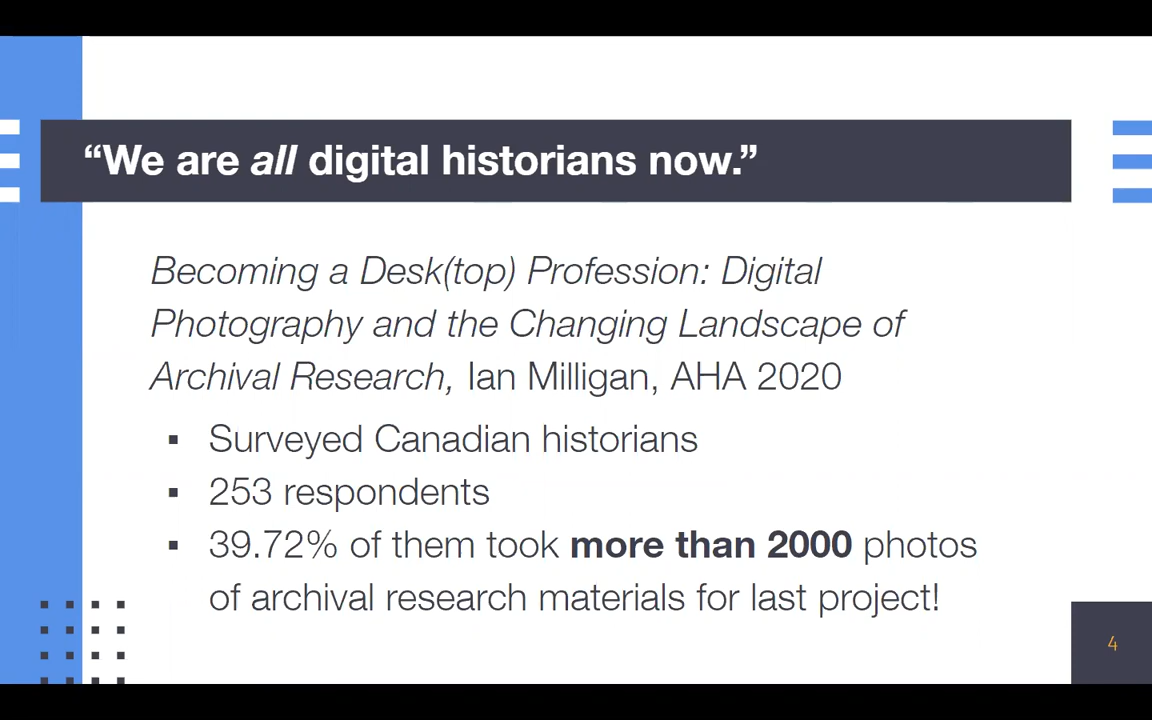 “We are all digital historians now.”
Becoming a Desk(top) Profession: Digital
Photography and the Changing Landscape of
Archival Research, Ian Milligan, AHA 2020
▪ Surveyed Canadian historians
▪ 253 respondents
▪ 39.72% of them took more than 2000 photos
of archival research materials for last project!
4